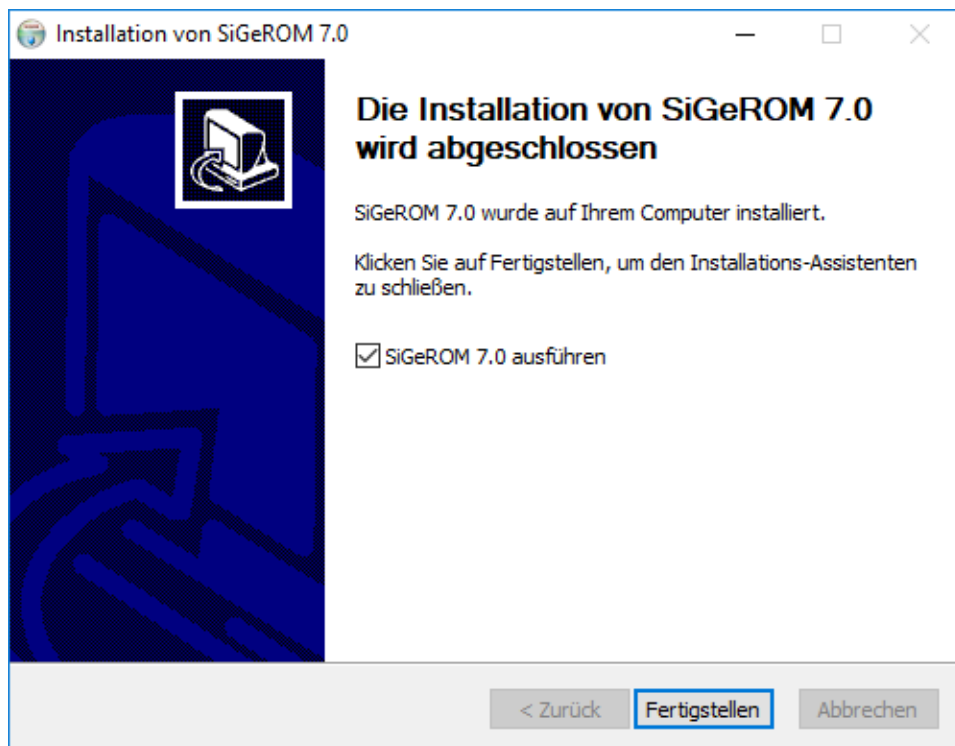 Installation von SiGeROM 7.0
Die Installation von SiGeROM 7.0
wird abgeschlossen
SiGeROM 7.0 wurde auf Ihrem Computer installiert.
Klicken Sie auf Fertigstellen, um den Installations-Assistenten
zu schließen.
SiGeROM 7.0 ausführen
< Zurück
Fertigstellen
Abbrechen